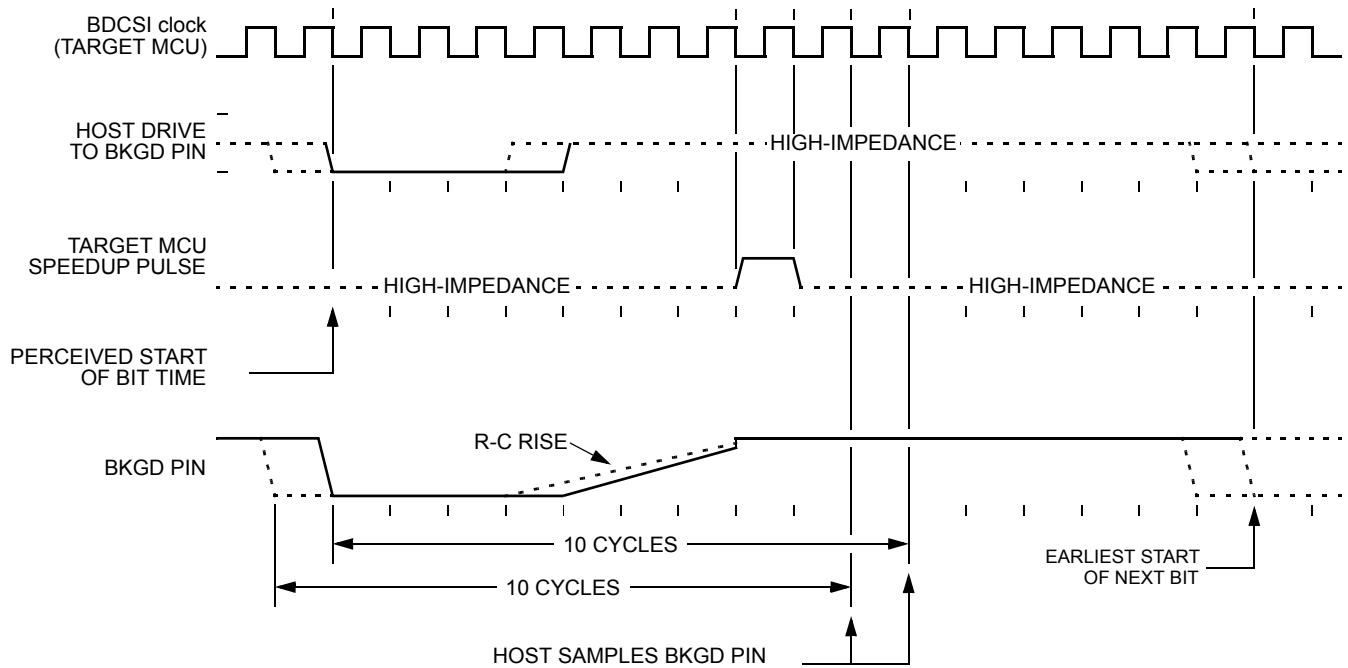 BDCSI clock
(TARGET MCU)
HOST DRIVE
TO BKGD PIN
HIGH-IMPEDANCE
TARGET MCU
SPEEDUP PULSE
HIGH-IMPEDANCE
HIGH-IMPEDANCE
PERCEIVED START
OF BIT TIME
R-C RISE
BKGD PIN
10 CYCLES
EARLIEST START
OF NEXT BIT
10 CYCLES
HOST SAMPLES BKGD PIN